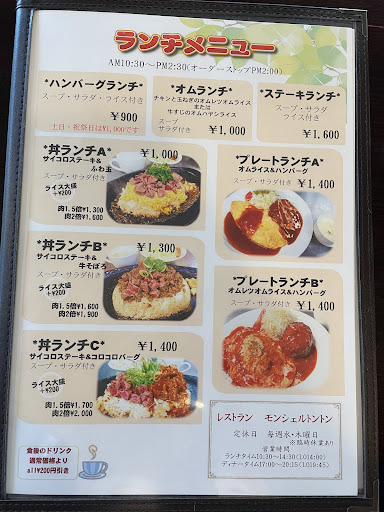 ランチメニュー
AM10:30～PM2:30(オーダーストップPM2:00)
*ハンバーグランチ*
スープ・サラダ・ライス付き
￥900
土日・祝祭日は¥1,000です
*オムランチ*
チキンと玉ねぎのオムレツオムライス
または
牛すじのオムハヤシライス
スープ
サラダ付き
￥1,000
*ステーキランチ*
スープ・サラダ
ライス付き
￥1,600
*丼ランチA*
￥1,000
サイコロステーキ&
ふわ玉
スープ・サラダ付き
ライス大盛
+¥200
肉1.5倍¥1,300
肉2倍¥1,600
*丼ランチB*
￥1,300
サイコロステーキ&
牛そぼろ
スープ・サラダ付き
ライス大盛
+¥200
肉1.5倍¥1,600
肉2倍¥1,900
*丼ランチC*
￥1,400
サイコロステーキ&コロコロバーグ
スープ・サラダ付き
ライス大盛
+¥200
肉1.5倍¥1,700
肉2倍¥2,000
*プレートランチA*
オムライス&ハンバーグ
スープ・サラダ付き
￥1,400
*プレートランチB*
オムレツオムライス&ハンバーグ
スープ・サラダ付き
￥1,400
食後のドリンク
通常価格より
all¥200円引き
レストラン　モンシェルトントン
定休日　毎週水・木曜日
※臨時休業あり
営業時間
ランチタイム10:30～14:30(L014:00)
ディナータイム17:00～20:15(L019:45)